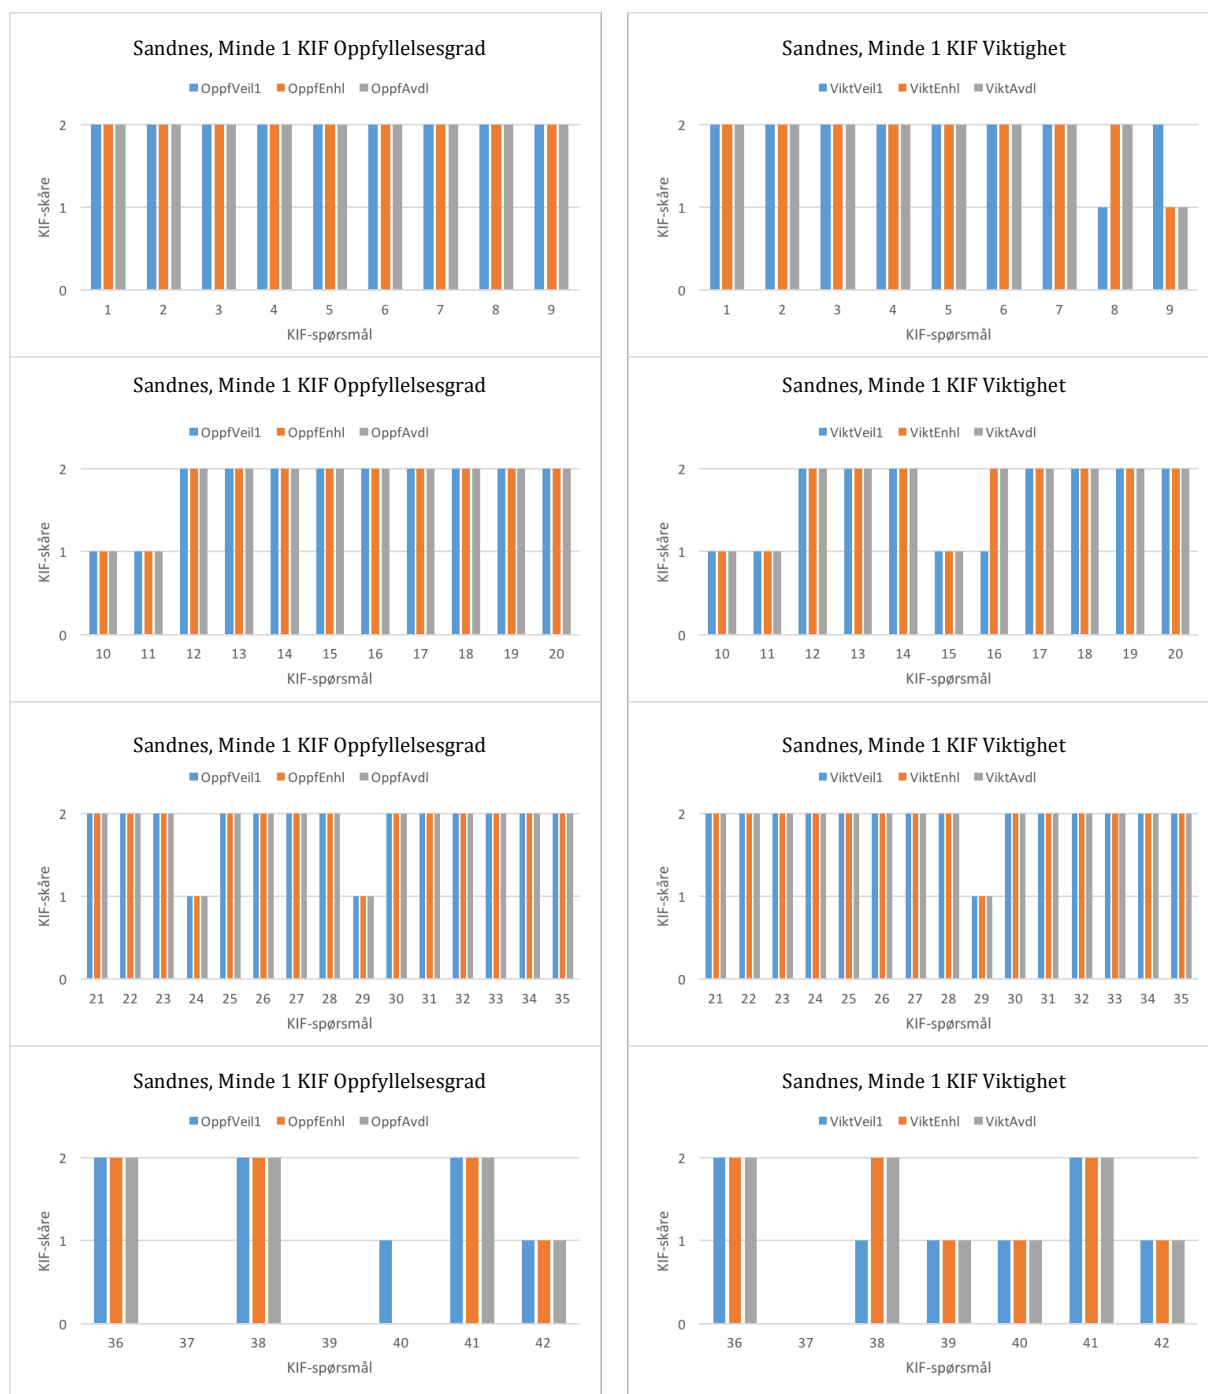 Sandnes, Minde 1 KIF Oppfyllelsesgrad
OppfVeil1 OppfEnhl OppfAvdl
2
1
0
KIF-skåre
1 2 3 4 5 6 7 8 9
KIF-spørsmål
Sandnes, Minde 1 KIF Viktighet
ViktVeil1 ViktEnhl ViktAvdl
2
1
0
KIF-skåre
1 2 3 4 5 6 7 8 9
KIF-spørsmål
Sandnes, Minde 1 KIF Oppfyllelsesgrad
OppfVeil1 OppfEnhl OppfAvdl
2
1
0
KIF-skåre
10 11 12 13 14 15 16 17 18 19 20
KIF-spørsmål
Sandnes, Minde 1 KIF Viktighet
ViktVeil1 ViktEnhl ViktAvdl
2
1
0
KIF-skåre
10 11 12 13 14 15 16 17 18 19 20
KIF-spørsmål
Sandnes, Minde 1 KIF Oppfyllelsesgrad
OppfVeil1 OppfEnhl OppfAvdl
2
1
0
KIF-skåre
21 22 23 24 25 26 27 28 29 30 31 32 33 34 35
KIF-spørsmål
Sandnes, Minde 1 KIF Viktighet
ViktVeil1 ViktEnhl ViktAvdl
2
1
0
KIF-skåre
21 22 23 24 25 26 27 28 29 30 31 32 33 34 35
KIF-spørsmål
Sandnes, Minde 1 KIF Oppfyllelsesgrad
OppfVeil1 OppfEnhl OppfAvdl
2
1
0
KIF-skåre
36 37 38 39 40 41 42
KIF-spørsmål
Sandnes, Minde 1 KIF Viktighet
ViktVeil1 ViktEnhl ViktAvdl
2
1
0
KIF-skåre
36 37 38 39 40 41 42
KIF-spørsmål